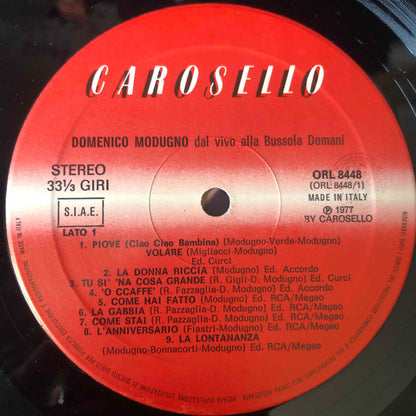 CAROSELLO
DOMENICO MODUGNO dal vivo alla Bussola Domani
STEREO
33⅓ GIRI
S.I.A.E.
LATO 1
ORL 8448
(ORL 8448/1)
MADE IN ITALY
Ⓟ 1977
BY CAROSELLO
1. PIOVE (Ciao Ciao Bambina) (Modugno-Verde-Modugno)
VOLARE (Migliacci-Modugno)
Ed. Curci
2. LA DONNA RICCIA (Modugno) Ed. Accordo
3. TU SI' 'NA COSA GRANDE (R. Gigli-D. Modugno) Ed. Curci
4. 'O CCAFFE' (R. Pazzaglia-D. Modugno) Ed. Accordo
5. COME HAI FATTO (Modugno) Ed. RCA/Megao
6. LA GABBIA (R. Pazzaglia-D. Modugno) Ed. RCA/Megao
7. COME STAI (R. Pazzaglia-D. Modugno) Ed. RCA/Megao
8. L'ANNIVERSARIO (Fiastri-Modugno) Ed. RCA/Megao
9. LA LONTANANZA
(Modugno-Bonnacorti-Modugno) Ed. RCA/Megao